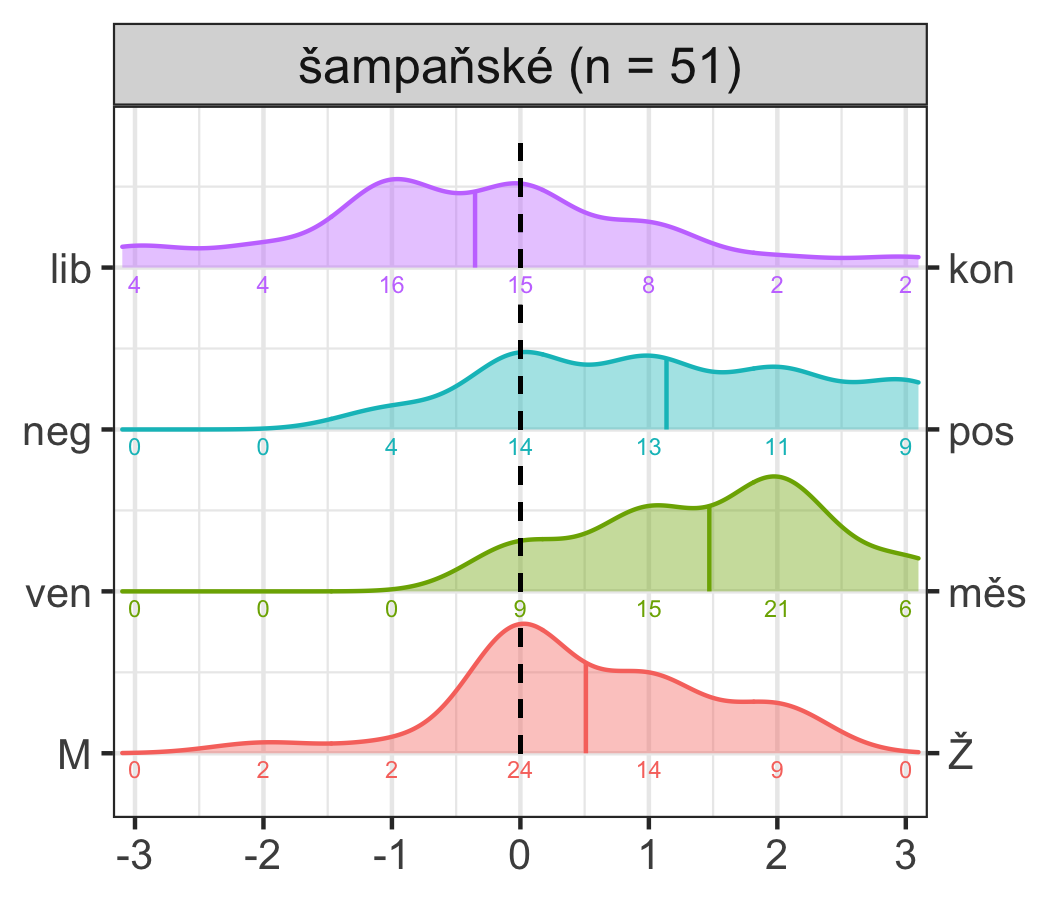 šampaňské (n = 51)
lib kon
4 4 16 15 8 2 2
neg pos
0 0 4 14 13 11 9
ven měs
0 0 0 9 15 21 6
M Ž
0 2 2 24 14 9 0
-3 -2 -1 0 1 2 3